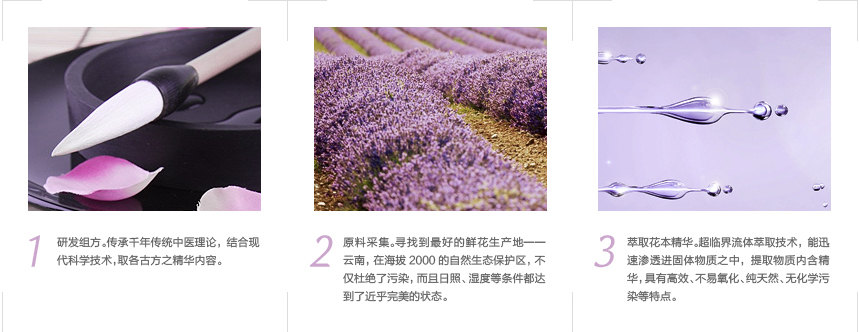 1
研发组方。传承千年传统中医理论，结合现
代科学技术，取各古方之精华内容。
2
原料采集。寻找到最好的鲜花生产地——
云南，在海拔 2000 的自然生态保护区，不
仅杜绝了污染，而且日照、湿度等条件都达
到了近乎完美的状态。
3
萃取花本精华。超临界流体萃取技术，能迅
速渗透进固体物质之中，提取物质内含精
华，具有高效、不易氧化、纯天然、无化学污
染等特点。